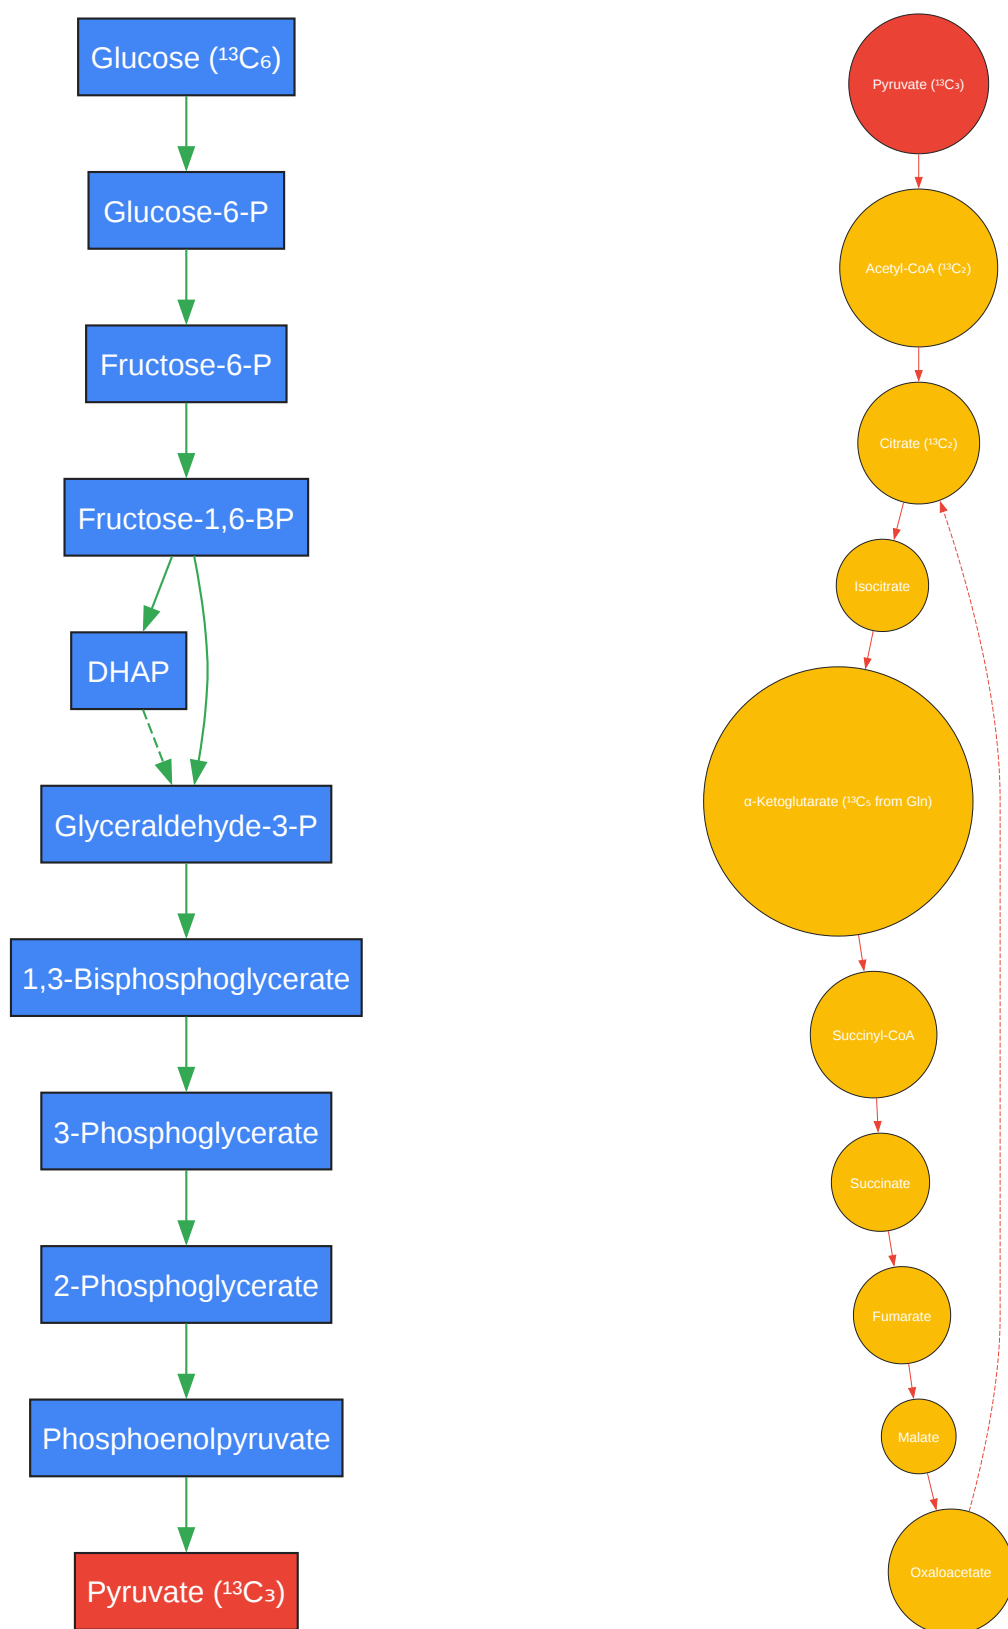 Glucose (¹³C₆)
Glucose-6-P
Fructose-6-P
Fructose-1,6-BP
DHAP
Glyceraldehyde-3-P
1,3-Bisphosphoglycerate
3-Phosphoglycerate
2-Phosphoglycerate
Phosphoenolpyruvate
Pyruvate (¹³C₃)
Pyruvate (¹³C₃)
Acetyl-CoA (¹³C₂)
Citrate (¹³C₂)
Isocitrate
α-Ketoglutarate (¹³C₅ from Gln)
Succinyl-CoA
Succinate
Fumarate
Malate
Oxaloacetate